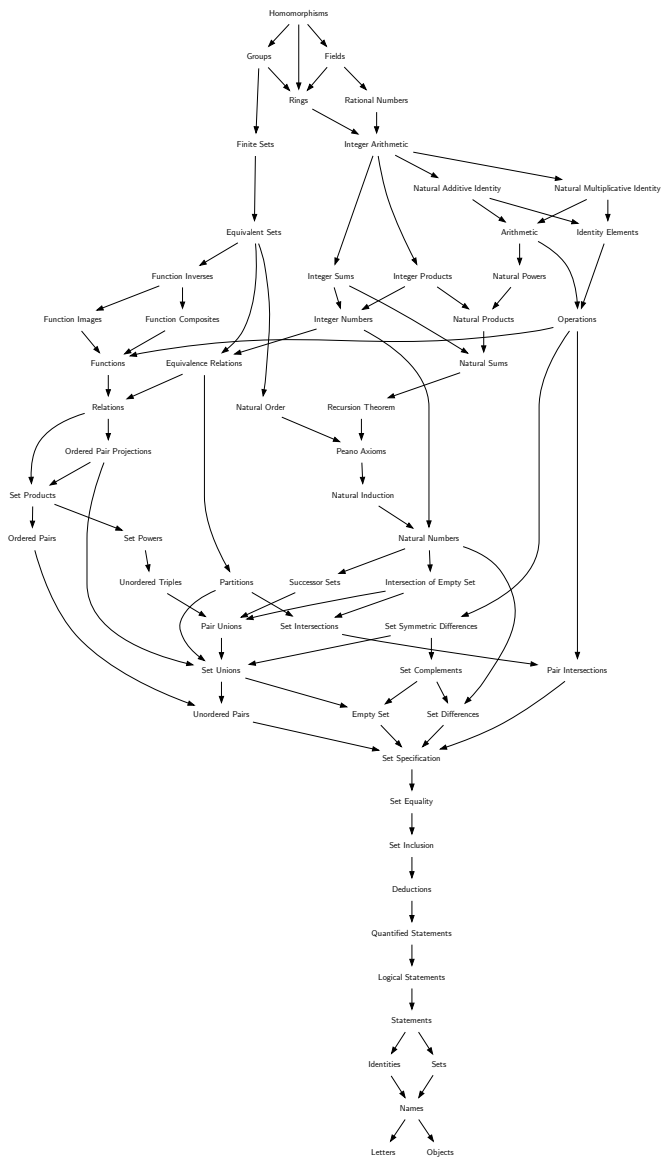 Homomorphisms
Groups
Fields
Rings
Rational Numbers
Finite Sets
Integer Arithmetic
Natural Additive Identity
Natural Multiplicative Identity
Equivalent Sets
Arithmetic
Identity Elements
Function Inverses
Integer Sums
Integer Products
Natural Powers
Function Images
Function Composites
Integer Numbers
Natural Products
Operations
Functions
Equivalence Relations
Natural Sums
Relations
Natural Order
Recursion Theorem
Ordered Pair Projections
Peano Axioms
Set Products
Natural Induction
Ordered Pairs
Set Powers
Natural Numbers
Unordered Triples
Partitions
Successor Sets
Intersection of Empty Set
Pair Unions
Set Intersections
Set Symmetric Differences
Set Unions
Set Complements
Pair Intersections
Unordered Pairs
Empty Set
Set Differences
Set Specification
Set Equality
Set Inclusion
Deductions
Quantified Statements
Logical Statements
Statements
Identities
Sets
Names
Letters
Objects